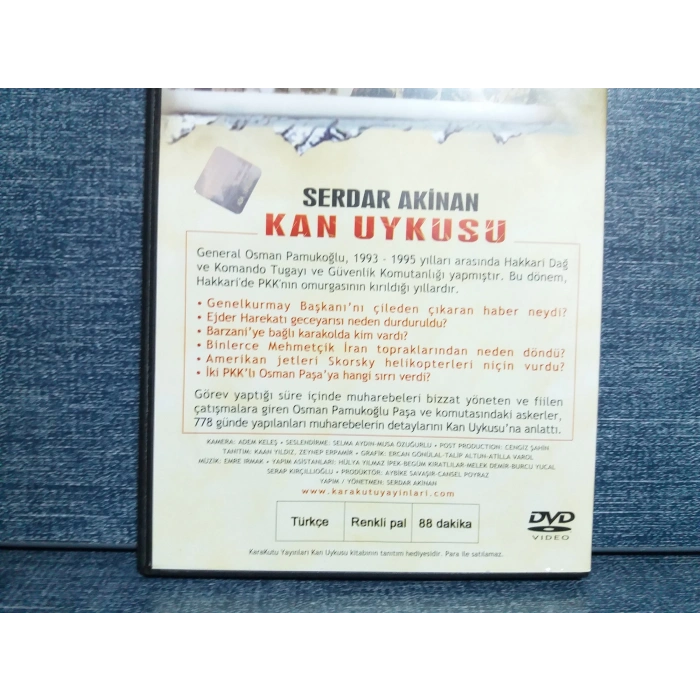 SERDAR AKİNAN
KAN UYKUSU
General Osman Pamukoğlu, 1993 - 1995 yılları arasında Hakkari Dağ
ve Komando Tugayı ve Güvenlik Komutanlığı yapmıştır. Bu dönem,
Hakkari'de PKK'nın omurgasının kırıldığı yıllardır.
• Genelkurmay Başkanı'nı çileden çıkaran haber neydi?
• Ejder Harekatı geceyarısı neden durduruldu?
• Barzani'ye bağlı karakolda kim vardı?
• Binlerce Mehmetçik İran topraklarından neden döndü?
• Amerikan jetleri Skorsky helikopterleri niçin vurdu?
• İki PKK'lı Osman Paşa'ya hangi sırrı verdi?
Görev yaptığı süre içinde muharebeleri bizzat yöneten ve fiilen
çatışmalara giren Osman Pamukoğlu Paşa ve komutasındaki askerler,
778 günde yapılanları muharebelerin detaylarını Kan Uykusu'na anlattı.
KAMERA: ADEM KELEŞ • SESLENDİRME: SELMA AYDIN-MUSA ÖZUĞURLU • POST PRODUCTION: CENGİZ ŞAHİN
TANITIM: KAAN YILDIZ, ZEYNEP ERPAMİR • GRAFİK: ERCAN GÖNÜLAL-TALİP ALTUN-ATİLLA VAROL
MÜZİK: EMRE IRMAK • YAPIM ASİSTANLARI: HÜLYA YILMAZ İPEK-BEGÜM KIRATLILAR-MELEK DEMİR-BURCU YÜCAL
SERAP KIRÇILLIOĞLU • PRODÜKTÖR: AYBİKE SAVAŞIR-CANSEL POYRAZ
YAPIM / YÖNETMEN: SERDAR AKİNAN
www.karakutuyayinlari.com
Türkçe Renkli pal 88 dakika
DVD
VIDEO
KaraKutu Yayınları Kan Uykusu kitabının tanıtım hediyesidir. Para ile satılamaz.